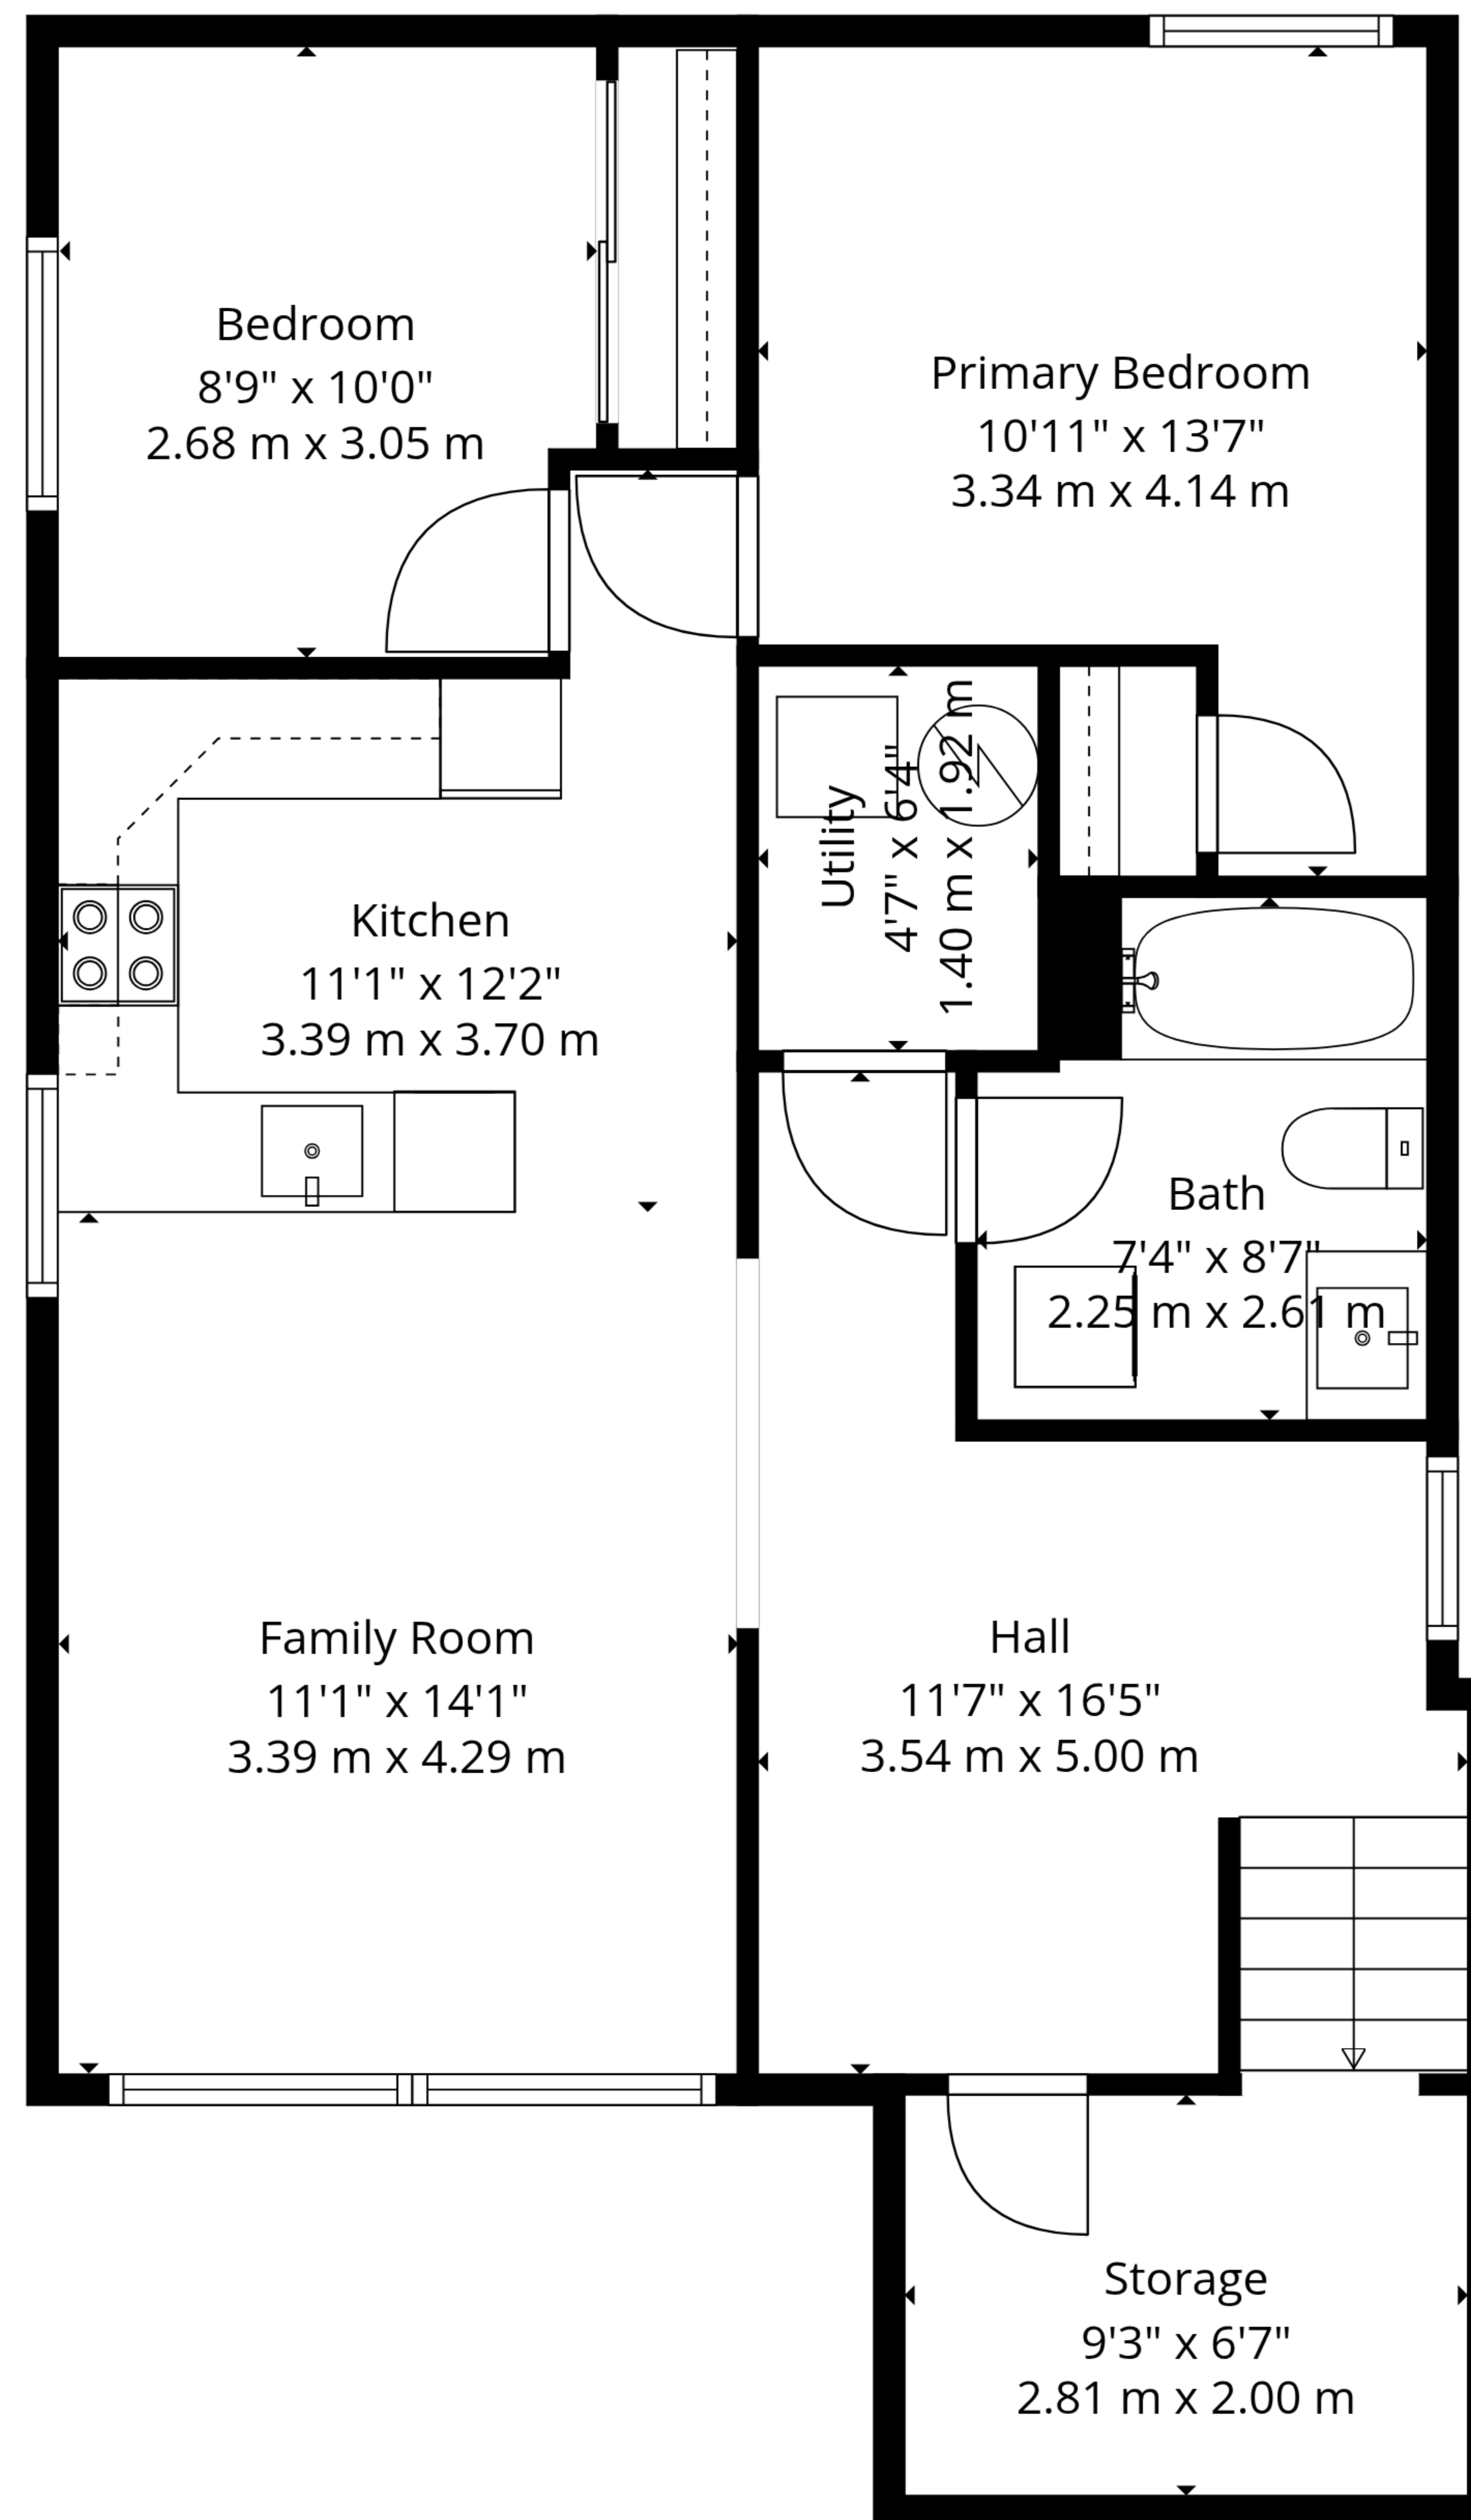 Bedroom
8'9" x 10'0"
2.68 m x 3.05 m
Primary Bedroom
10'11" x 13'7"
3.34 m x 4.14 m
Utility
4'7" x 6'4"
1.40 m x 1.92 m
Kitchen
11'1" x 12'2"
3.39 m x 3.70 m
Bath
7'4" x 8'7"
2.25 m x 2.61 m
Family Room
11'1" x 14'1"
3.39 m x 4.29 m
Hall
11'7" x 16'5"
3.54 m x 5.00 m
Storage
9'3" x 6'7"
2.81 m x 2.00 m